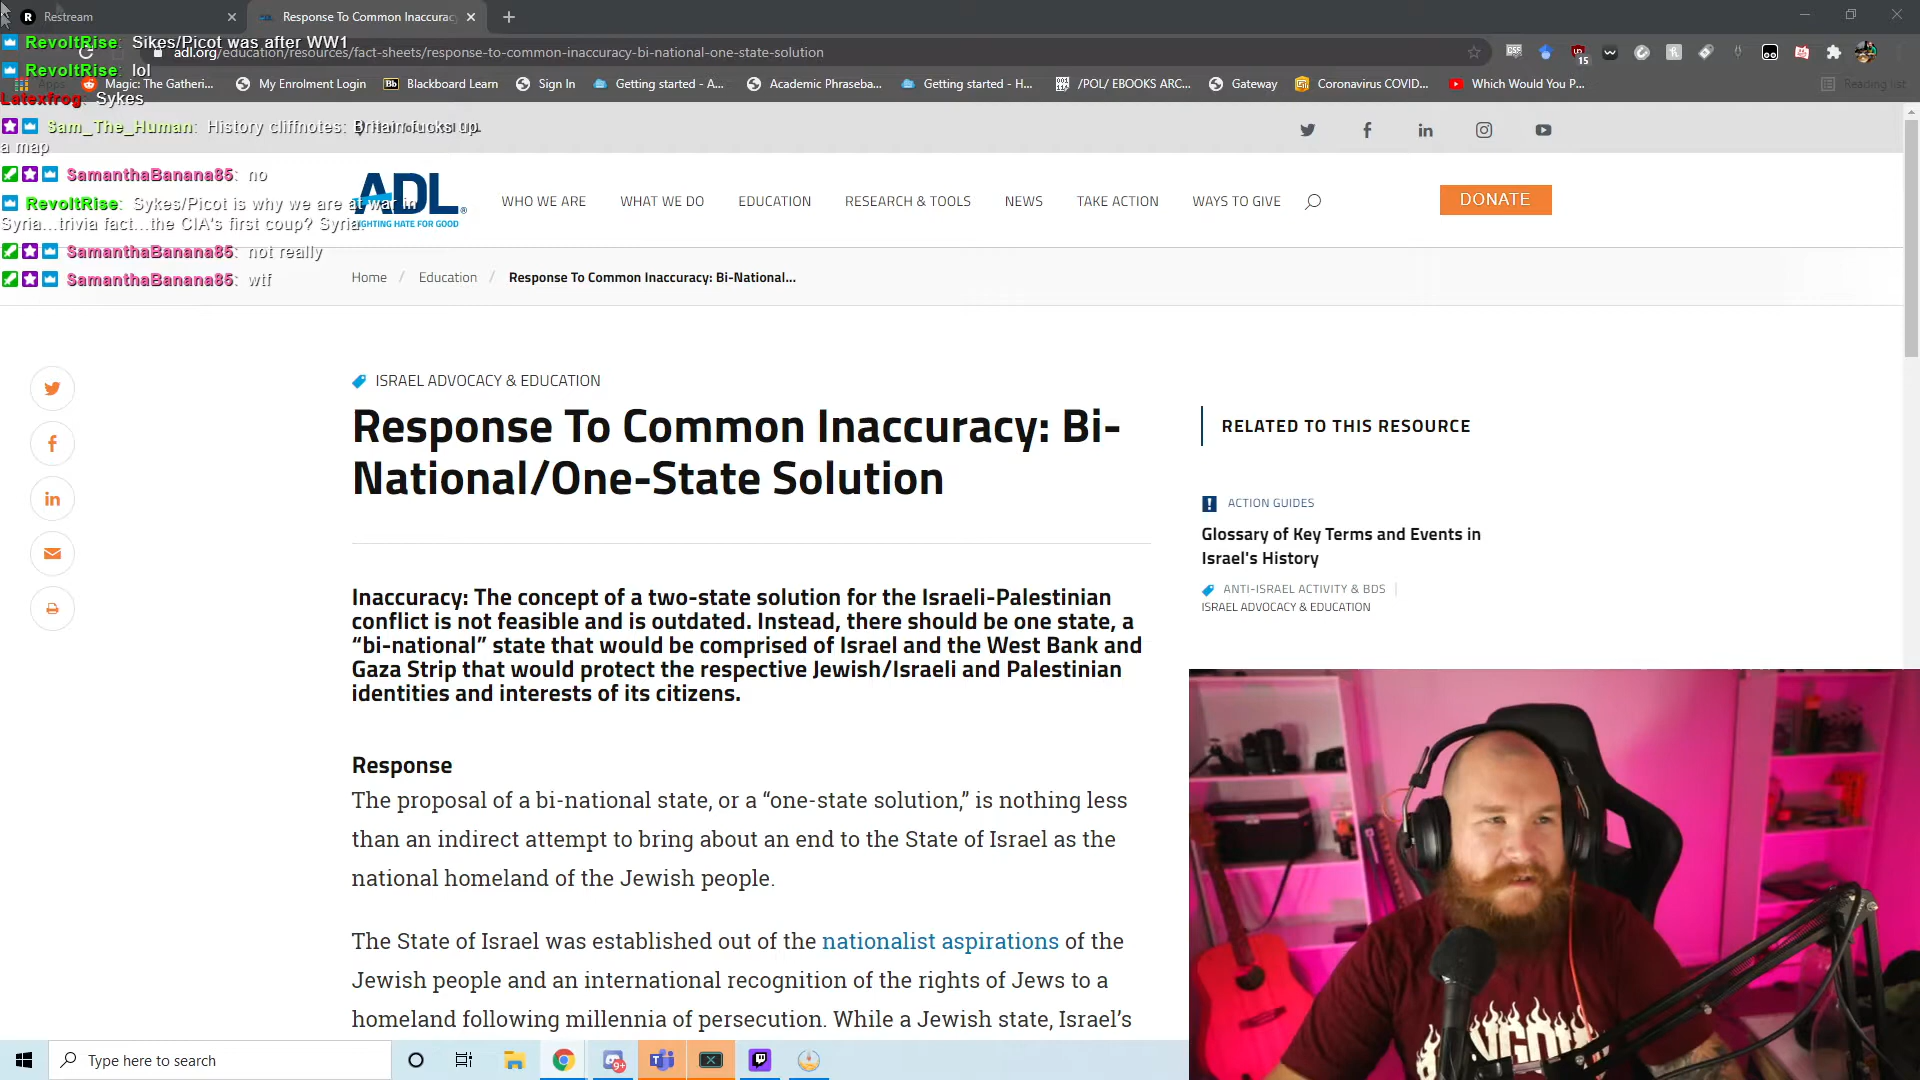 Restream
Response To Common Inaccuracy
RevoltRise: Sikes/Picot was after WW1
adl.org/education/resources/fact-sheets/response-to-common-inaccuracy-bi-national-one-state-solution
15
RevoltRise: lol
Apps
Magic: The Gatheri...
My Enrolment Login
Bb Blackboard Learn
Sign In
Getting started - A...
Academic Phraseba...
Getting started - H...
/POL/ EBOOKS ARC...
Gateway
Coronavirus COVID...
Which Would You P...
Reading list
Latexfrog: Sykes
Sam_The_Human: History cliffnotes: Britain fucks up
a map
SamanthaBanana85: no
RevoltRise: Sykes/Picot is why we are at war in
Syria...trivia fact...the CIA's first coup? Syria.
SamanthaBanana85: not really
SamanthaBanana85: wtf
ADL®
FIGHTING HATE FOR GOOD
WHO WE ARE
WHAT WE DO
EDUCATION
RESEARCH & TOOLS
NEWS
TAKE ACTION
WAYS TO GIVE
DONATE
Home / Education / Response To Common Inaccuracy: Bi-National...
ISRAEL ADVOCACY & EDUCATION
Response To Common Inaccuracy: Bi-
National/One-State Solution
Inaccuracy: The concept of a two-state solution for the Israeli-Palestinian
conflict is not feasible and is outdated. Instead, there should be one state, a
“bi-national” state that would be comprised of Israel and the West Bank and
Gaza Strip that would protect the respective Jewish/Israeli and Palestinian
identities and interests of its citizens.
Response
The proposal of a bi-national state, or a “one-state solution,” is nothing less
than an indirect attempt to bring about an end to the State of Israel as the
national homeland of the Jewish people.
The State of Israel was established out of the nationalist aspirations of the
Jewish people and an international recognition of the rights of Jews to a
homeland following millennia of persecution. While a Jewish state, Israel’s
RELATED TO THIS RESOURCE
ACTION GUIDES
Glossary of Key Terms and Events in
Israel's History
ANTI-ISRAEL ACTIVITY & BDS
ISRAEL ADVOCACY & EDUCATION
Type here to search
9+